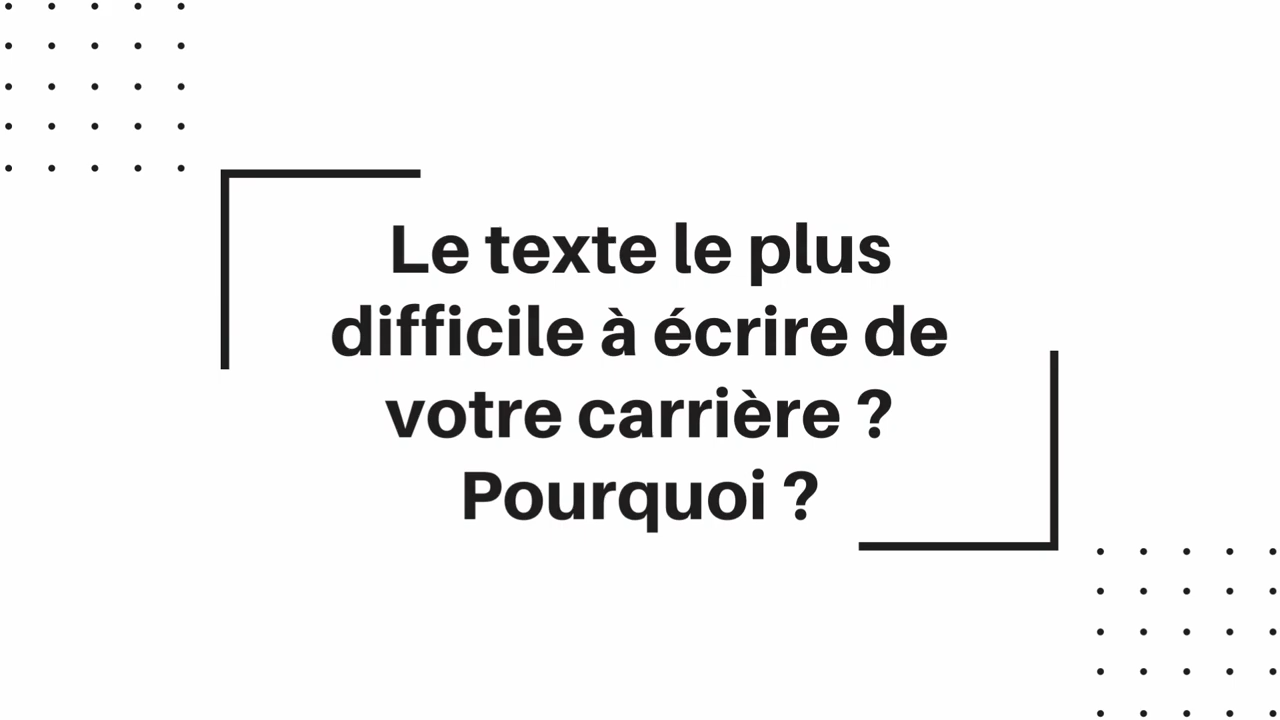 Le texte le plus
difficile à écrire de
votre carrière ?
Pourquoi ?